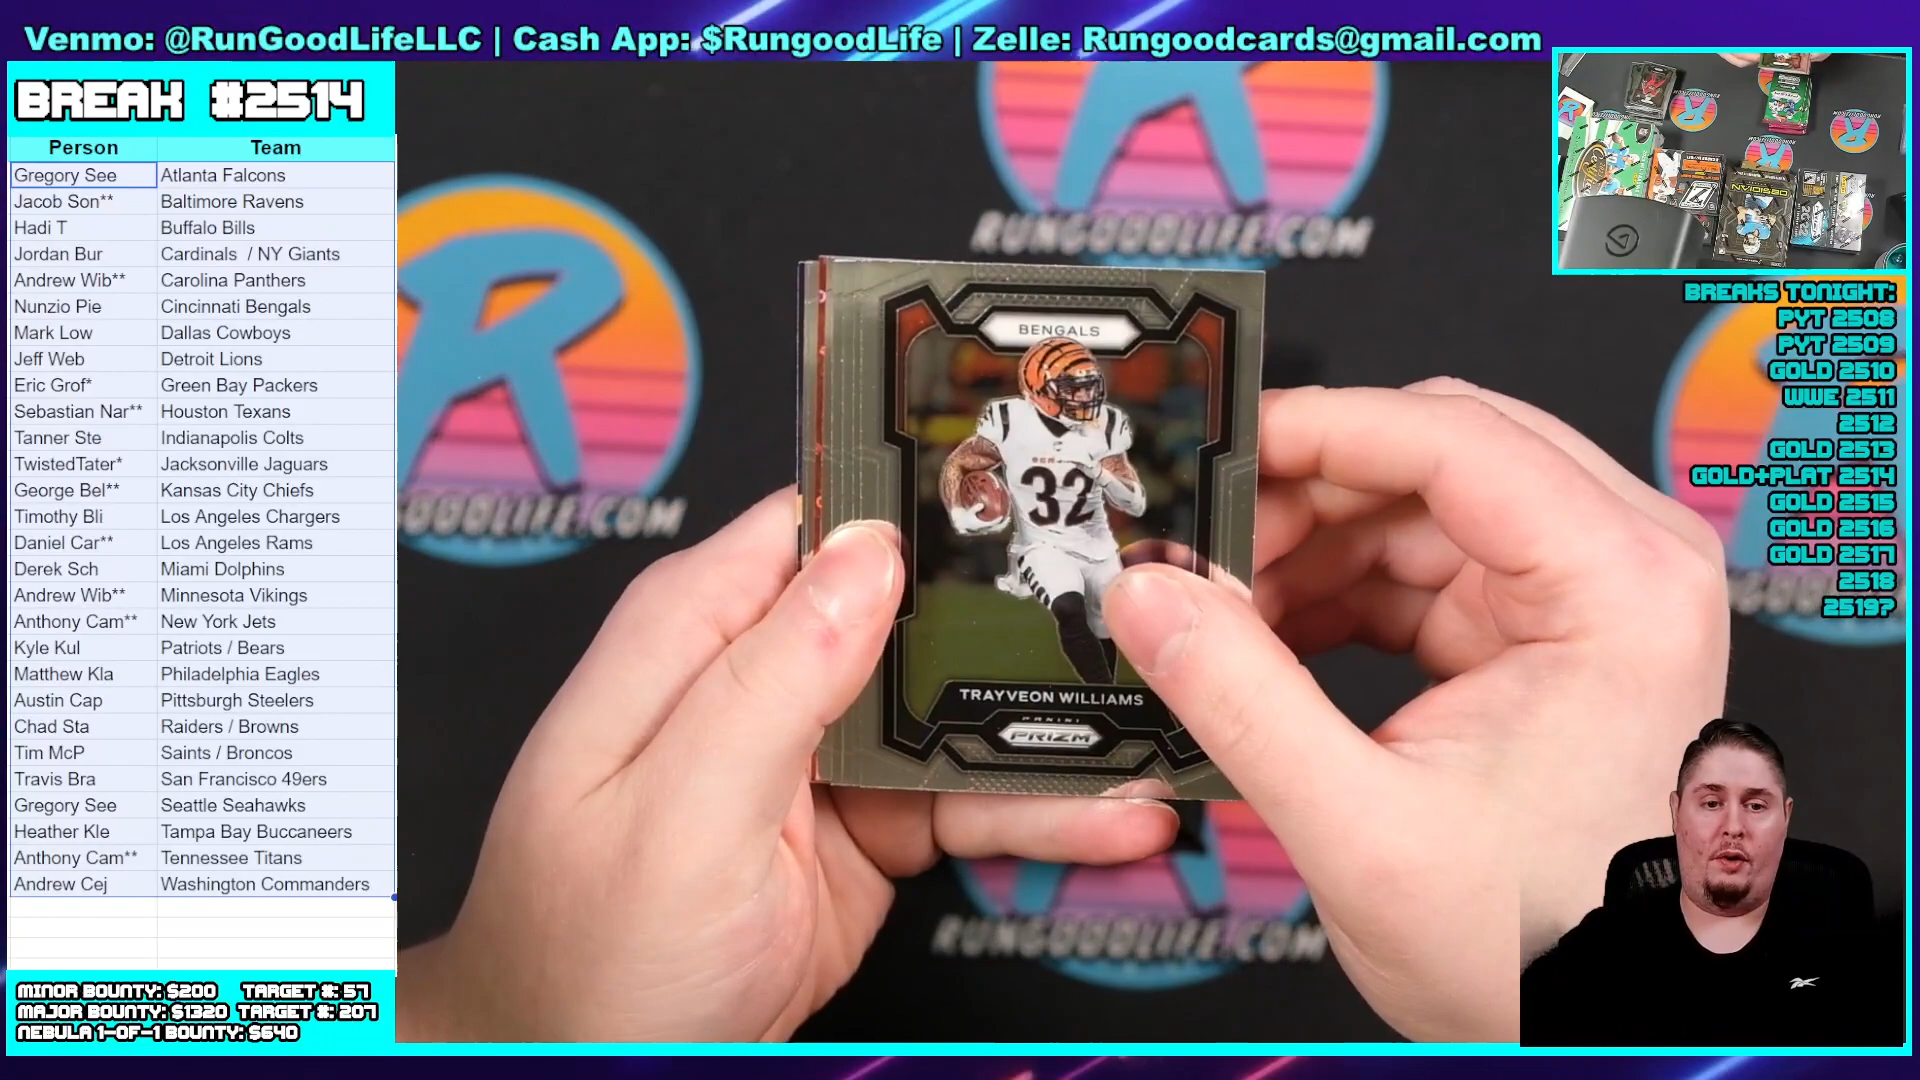 Venmo: @RunGoodLifeLLC | Cash App: $RungoodLife | Zelle: Rungoodcards@gmail.com
BREAK #2514
Person Team
Gregory See Atlanta Falcons
Jacob Son** Baltimore Ravens
Hadi T Buffalo Bills
Jordan Bur Cardinals / NY Giants
Andrew Wib** Carolina Panthers
Nunzio Pie Cincinnati Bengals
Mark Low Dallas Cowboys
Jeff Web Detroit Lions
Eric Grof* Green Bay Packers
Sebastian Nar** Houston Texans
Tanner Ste Indianapolis Colts
TwistedTater* Jacksonville Jaguars
George Bel** Kansas City Chiefs
Timothy Bli Los Angeles Chargers
Daniel Car** Los Angeles Rams
Derek Sch Miami Dolphins
Andrew Wib** Minnesota Vikings
Anthony Cam** New York Jets
Kyle Kul Patriots / Bears
Matthew Kla Philadelphia Eagles
Austin Cap Pittsburgh Steelers
Chad Sta Raiders / Browns
Tim McP Saints / Broncos
Travis Bra San Francisco 49ers
Gregory See Seattle Seahawks
Heather Kle Tampa Bay Buccaneers
Anthony Cam** Tennessee Titans
Andrew Cej Washington Commanders
MINOR BOUNTY: $200 TARGET #: 57
MAJOR BOUNTY: $1320 TARGET #: 207
NEBULA 1-OF-1 BOUNTY: $640
RUNGOODLIFE.COM
GOODLIFE.COM
BENGALS
32
TRAYVEON WILLIAMS
PANINI
PRIZM
RUNGOODLIFE.COM
OBSIDIAN
2022
BREAKS TONIGHT:
PYT 2508
PYT 2509
GOLD 2510
WWE 2511
2512
GOLD 2513
GOLD+PLAT 2514
GOLD 2515
GOLD 2516
GOLD 2517
2518
2519?